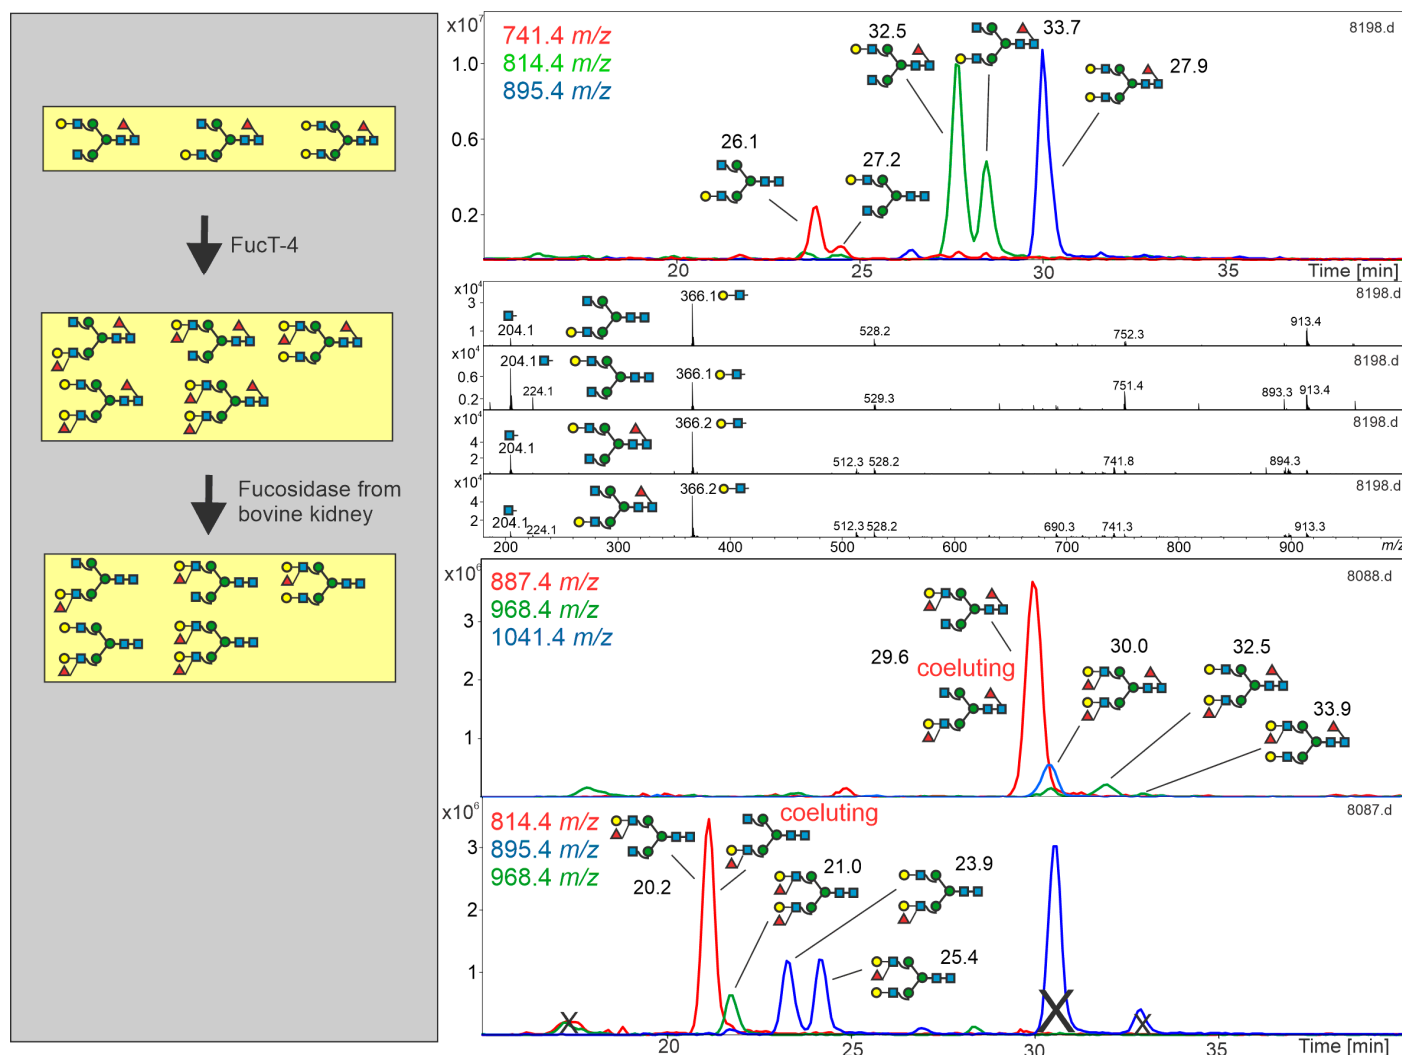 FucT-4
Fucosidase from
bovine kidney
x10⁷
741.4 m/z
814.4 m/z
895.4 m/z
8198.d
32.5
33.7
27.9
26.1
27.2
1.0
0.6
0.2
20
25
30
35
Time [min]
x10⁴
3
1
204.1
366.1
528.2
752.3
913.4
8198.d
x10⁴
0.6
0.2
204.1
224.1
366.1
529.3
751.4
893.3
913.4
8198.d
x10⁴
4
2
204.1
366.2
512.3
528.2
741.8
894.3
8198.d
x10⁴
4
2
204.1
224.1
366.2
512.3
528.2
690.3
741.3
913.3
8198.d
200
300
400
500
600
700
800
900
m/z
x10⁶
887.4 m/z
968.4 m/z
1041.4 m/z
8088.d
3
2
1
29.6
coeluting
30.0
32.5
33.9
x10⁶
814.4 m/z
895.4 m/z
968.4 m/z
coeluting
8087.d
3
2
1
20.2
21.0
23.9
25.4
X
X
X
20
25
30
35
Time [min]